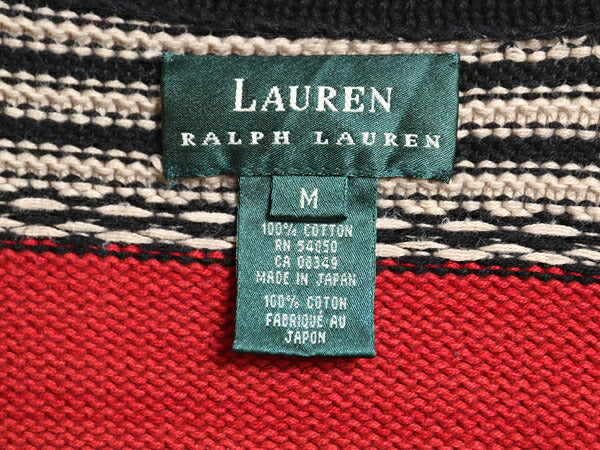 LAUREN
RALPH LAUREN
M
100% COTTON
RN 54050
CA 08349
MADE IN JAPAN
100% COTON
FABRIQUÉ AU
JAPON